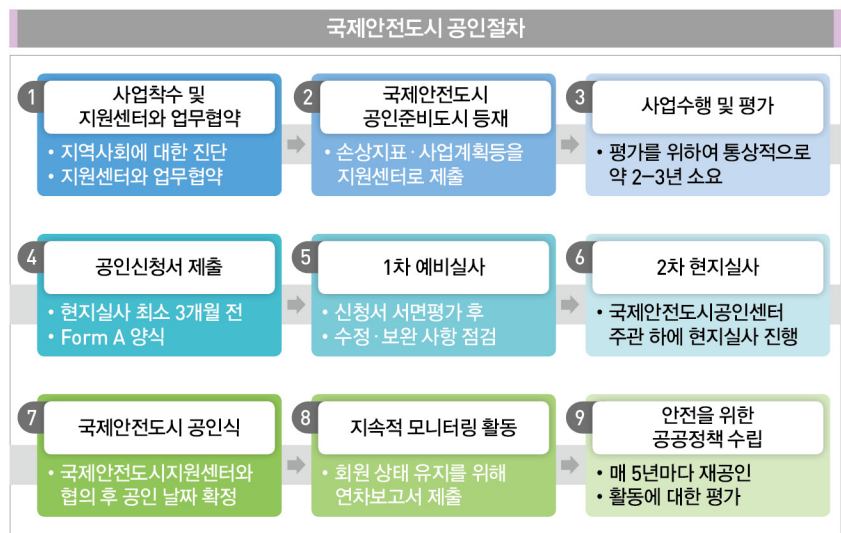 국제안전도시 공인절차
1
사업착수 및
지원센터와 업무협약
• 지역사회에 대한 진단
• 지원센터와 업무협약
2
국제안전도시
공인준비도시 등재
• 손상지표·사업계획등을
지원센터로 제출
3
사업수행 및 평가
• 평가를 위하여 통상적으로
약 2–3년 소요
4
공인신청서 제출
• 현지실사 최소 3개월 전
• Form A 양식
5
1차 예비실사
• 신청서 서면평가 후
• 수정·보완 사항 점검
6
2차 현지실사
• 국제안전도시공인센터
주관 하에 현지실사 진행
7
국제안전도시 공인식
• 국제안전도시지원센터와
협의 후 공인 날짜 확정
8
지속적 모니터링 활동
• 회원 상태 유지를 위해
연차보고서 제출
9
안전을 위한
공공정책 수립
• 매 5년마다 재공인
• 활동에 대한 평가